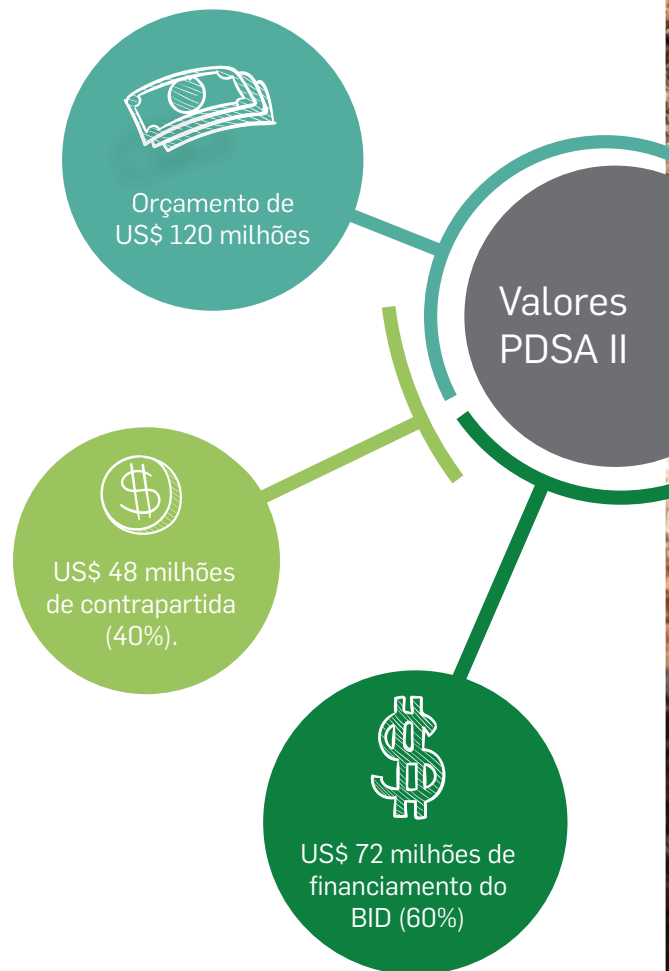 Orçamento de
US$ 120 milhões
Valores
PDSA II
US$ 48 milhões
de contrapartida
(40%).
US$ 72 milhões de
financiamento do
BID (60%)